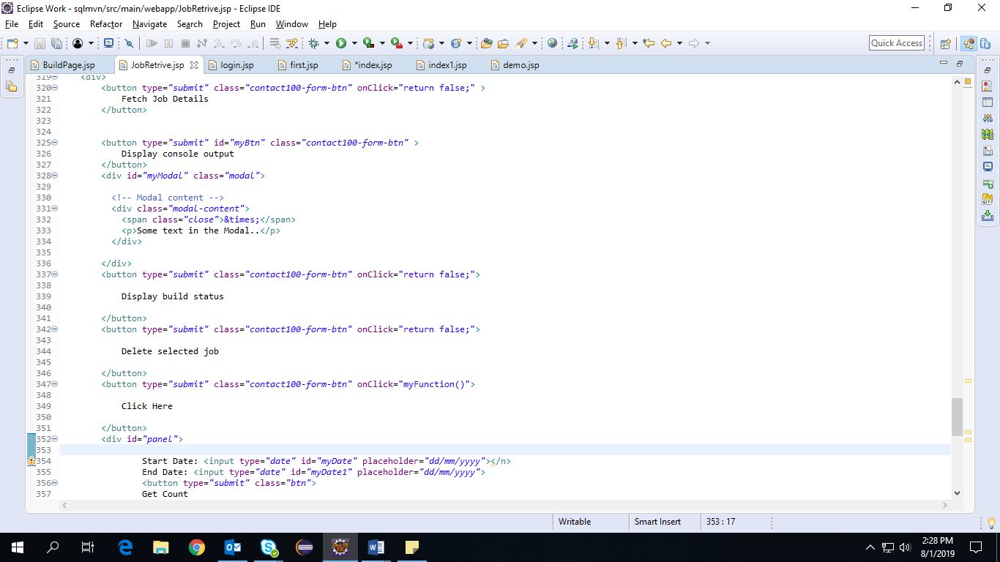 Eclipse Work - sqlmvn/src/main/webapp/JobRetrive.jsp - Eclipse IDE
File Edit Source Refactor Navigate Search Project Run Window Help
Quick Access
BuildPage.jsp JobRetrive.jsp login.jsp first.jsp *index.jsp index1.jsp demo.jsp
319 <div>
320 <button type="submit" class="contact100-form-btn" onClick="return false;" >
321 Fetch Job Details
322 </button>
323
324
325 <button type="submit" id="myBtn" class="contact100-form-btn" >
326 Display console output
327 </button>
328 <div id="myModal" class="modal">
329
330 <!-- Modal content -->
331 <div class="modal-content">
332 <span class="close">&times;</span>
333 <p>Some text in the Modal..</p>
334 </div>
335
336 </div>
337 <button type="submit" class="contact100-form-btn" onClick="return false;">
338
339 Display build status
340
341 </button>
342 <button type="submit" class="contact100-form-btn" onClick="return false;">
343
344 Delete selected job
345
346 </button>
347 <button type="submit" class="contact100-form-btn" onClick="myFunction()">
348
349 Click Here
350
351 </button>
352 <div id="panel">
353
354 Start Date: <input type="date" id="myDate" placeholder="dd/mm/yyyy"></n>
355 End Date: <input type="date" id="myDate1" placeholder="dd/mm/yyyy">
356 <button type="submit" class="btn">
357 Get Count
Writable Smart Insert 353 : 17
2:28 PM
8/1/2019